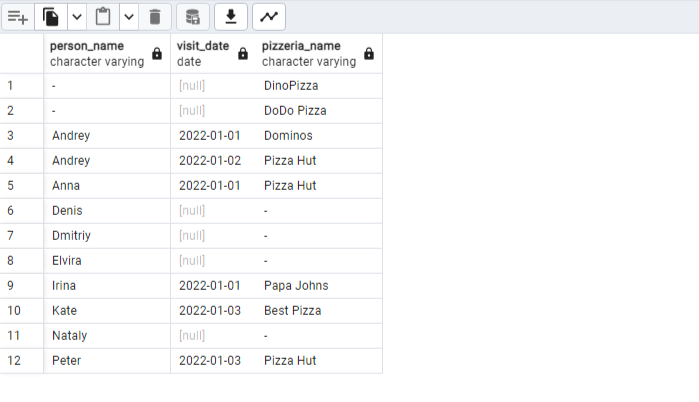 person_name visit_date pizzeria_name
character varying date character varying
1 - [null] DinoPizza
2 - [null] DoDo Pizza
3 Andrey 2022-01-01 Dominos
4 Andrey 2022-01-02 Pizza Hut
5 Anna 2022-01-01 Pizza Hut
6 Denis [null] -
7 Dmitriy [null] -
8 Elvira [null] -
9 Irina 2022-01-01 Papa Johns
10 Kate 2022-01-03 Best Pizza
11 Nataly [null] -
12 Peter 2022-01-03 Pizza Hut